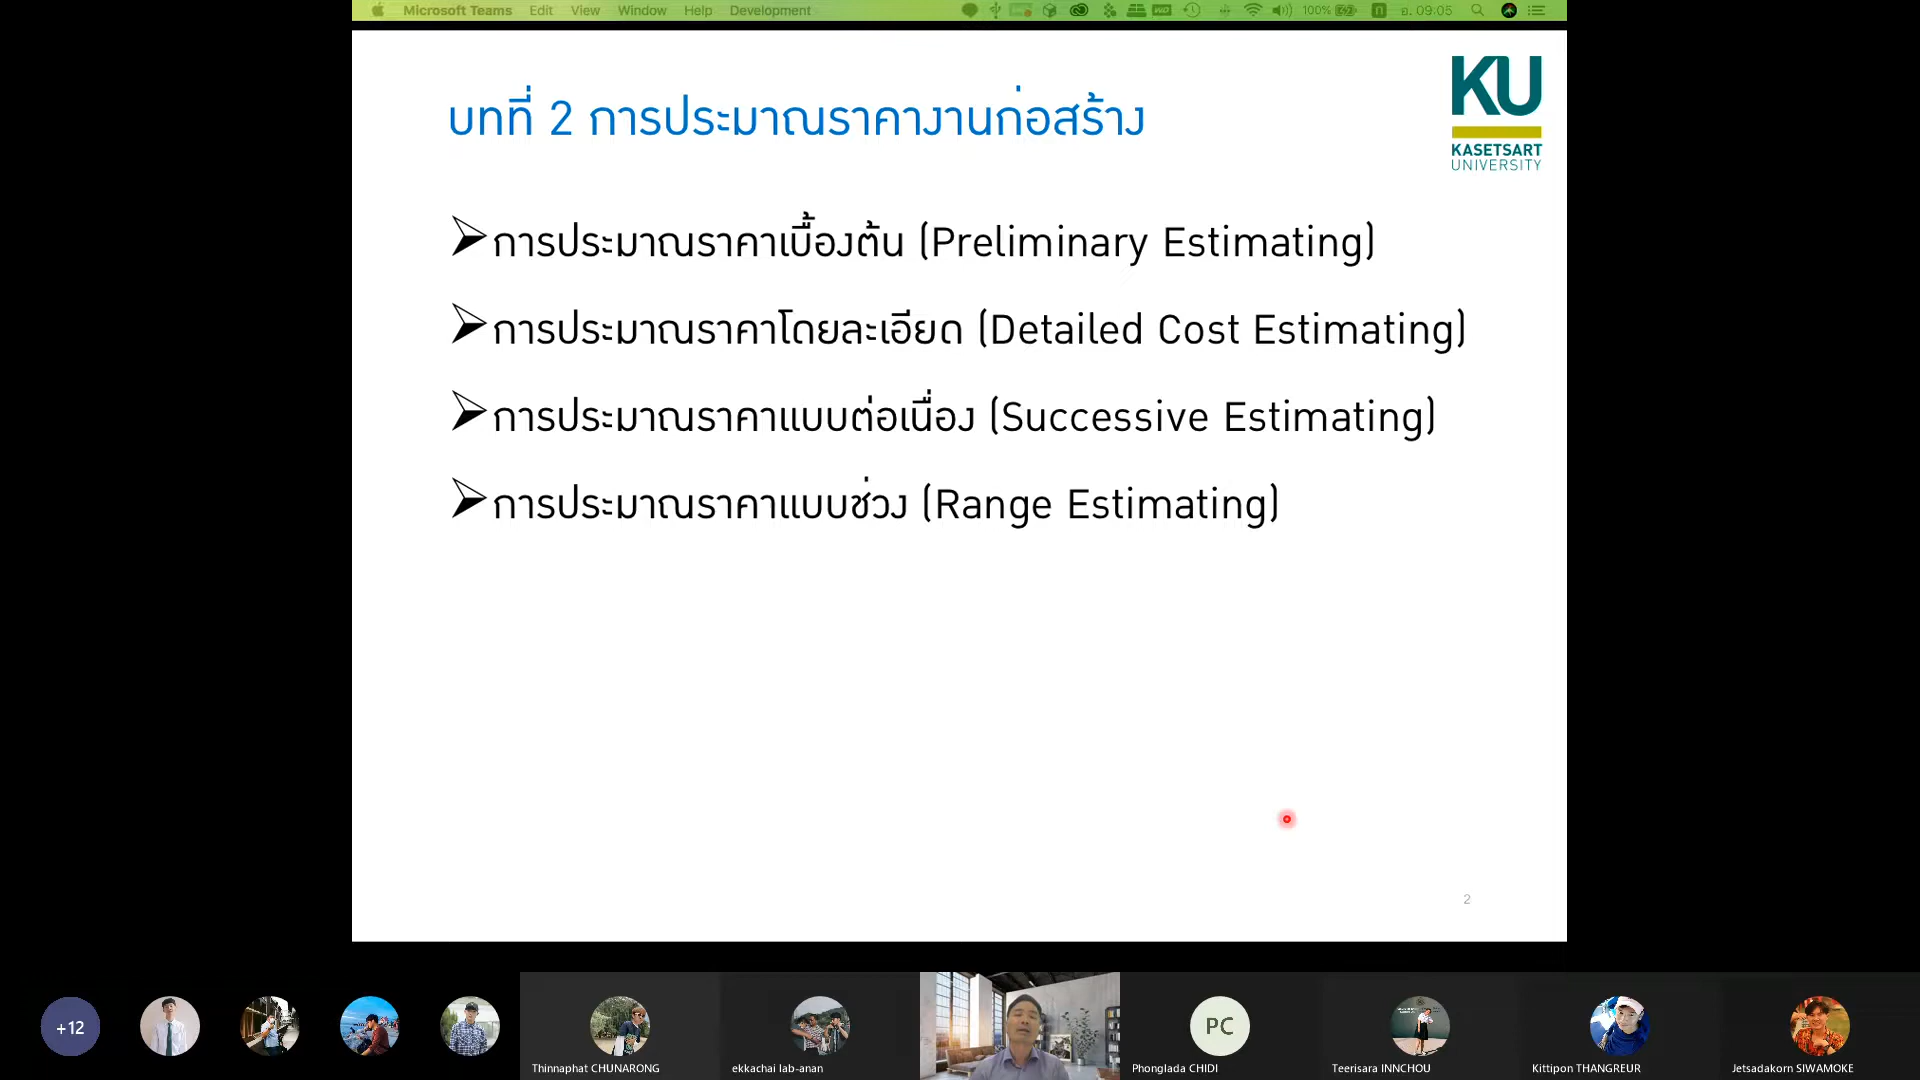 Microsoft Teams Edit View Window Help Development 100% อ. 09:05
KU
KASETSART
UNIVERSITY
บทที่ 2 การประมาณราคางานก่อสร้าง
➢การประมาณราคาเบื้องต้น (Preliminary Estimating)
➢การประมาณราคาโดยละเอียด (Detailed Cost Estimating)
➢การประมาณราคาแบบต่อเนื่อง (Successive Estimating)
➢การประมาณราคาแบบช่วง (Range Estimating)
2
+12
PC
Thinnaphat CHUNARONG
ekkachai lab-anan
Phonglada CHIDI
Teerisara INNCHOU
Kittipon THANGREUR
Jetsadakorn SIWAMOKE